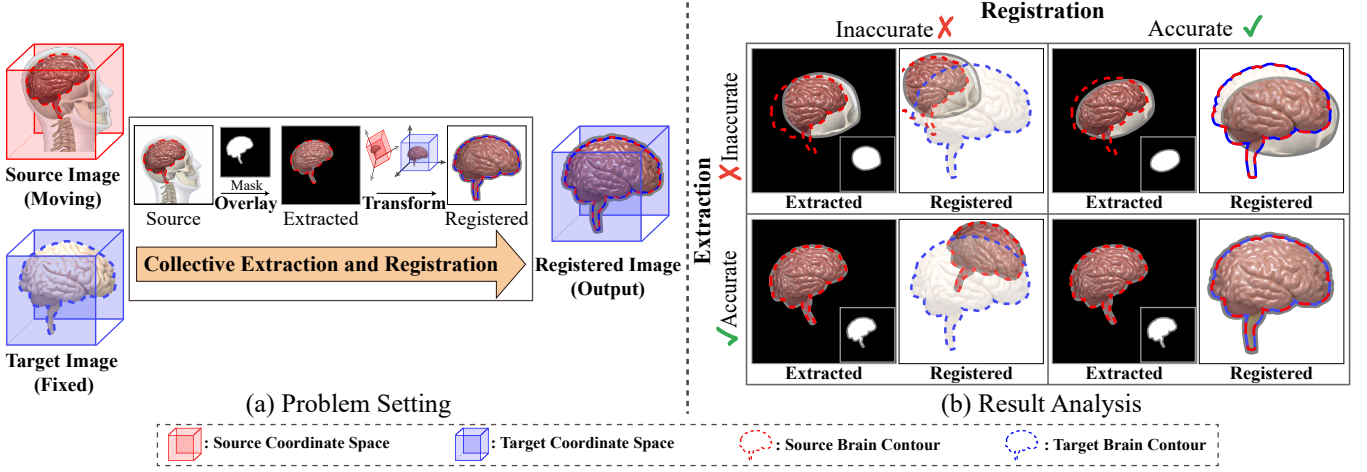 Source Image
(Moving)
Target Image
(Fixed)
Source
Mask
Overlay
Extracted
Transform
Registered
Collective Extraction and Registration
Registered Image
(Output)
(a) Problem Setting
Registration
Inaccurate ✗
Accurate ✓
Extraction
✗ Inaccurate
✓ Accurate
Extracted
Registered
Extracted
Registered
Extracted
Registered
Extracted
Registered
(b) Result Analysis
: Source Coordinate Space
: Target Coordinate Space
: Source Brain Contour
: Target Brain Contour